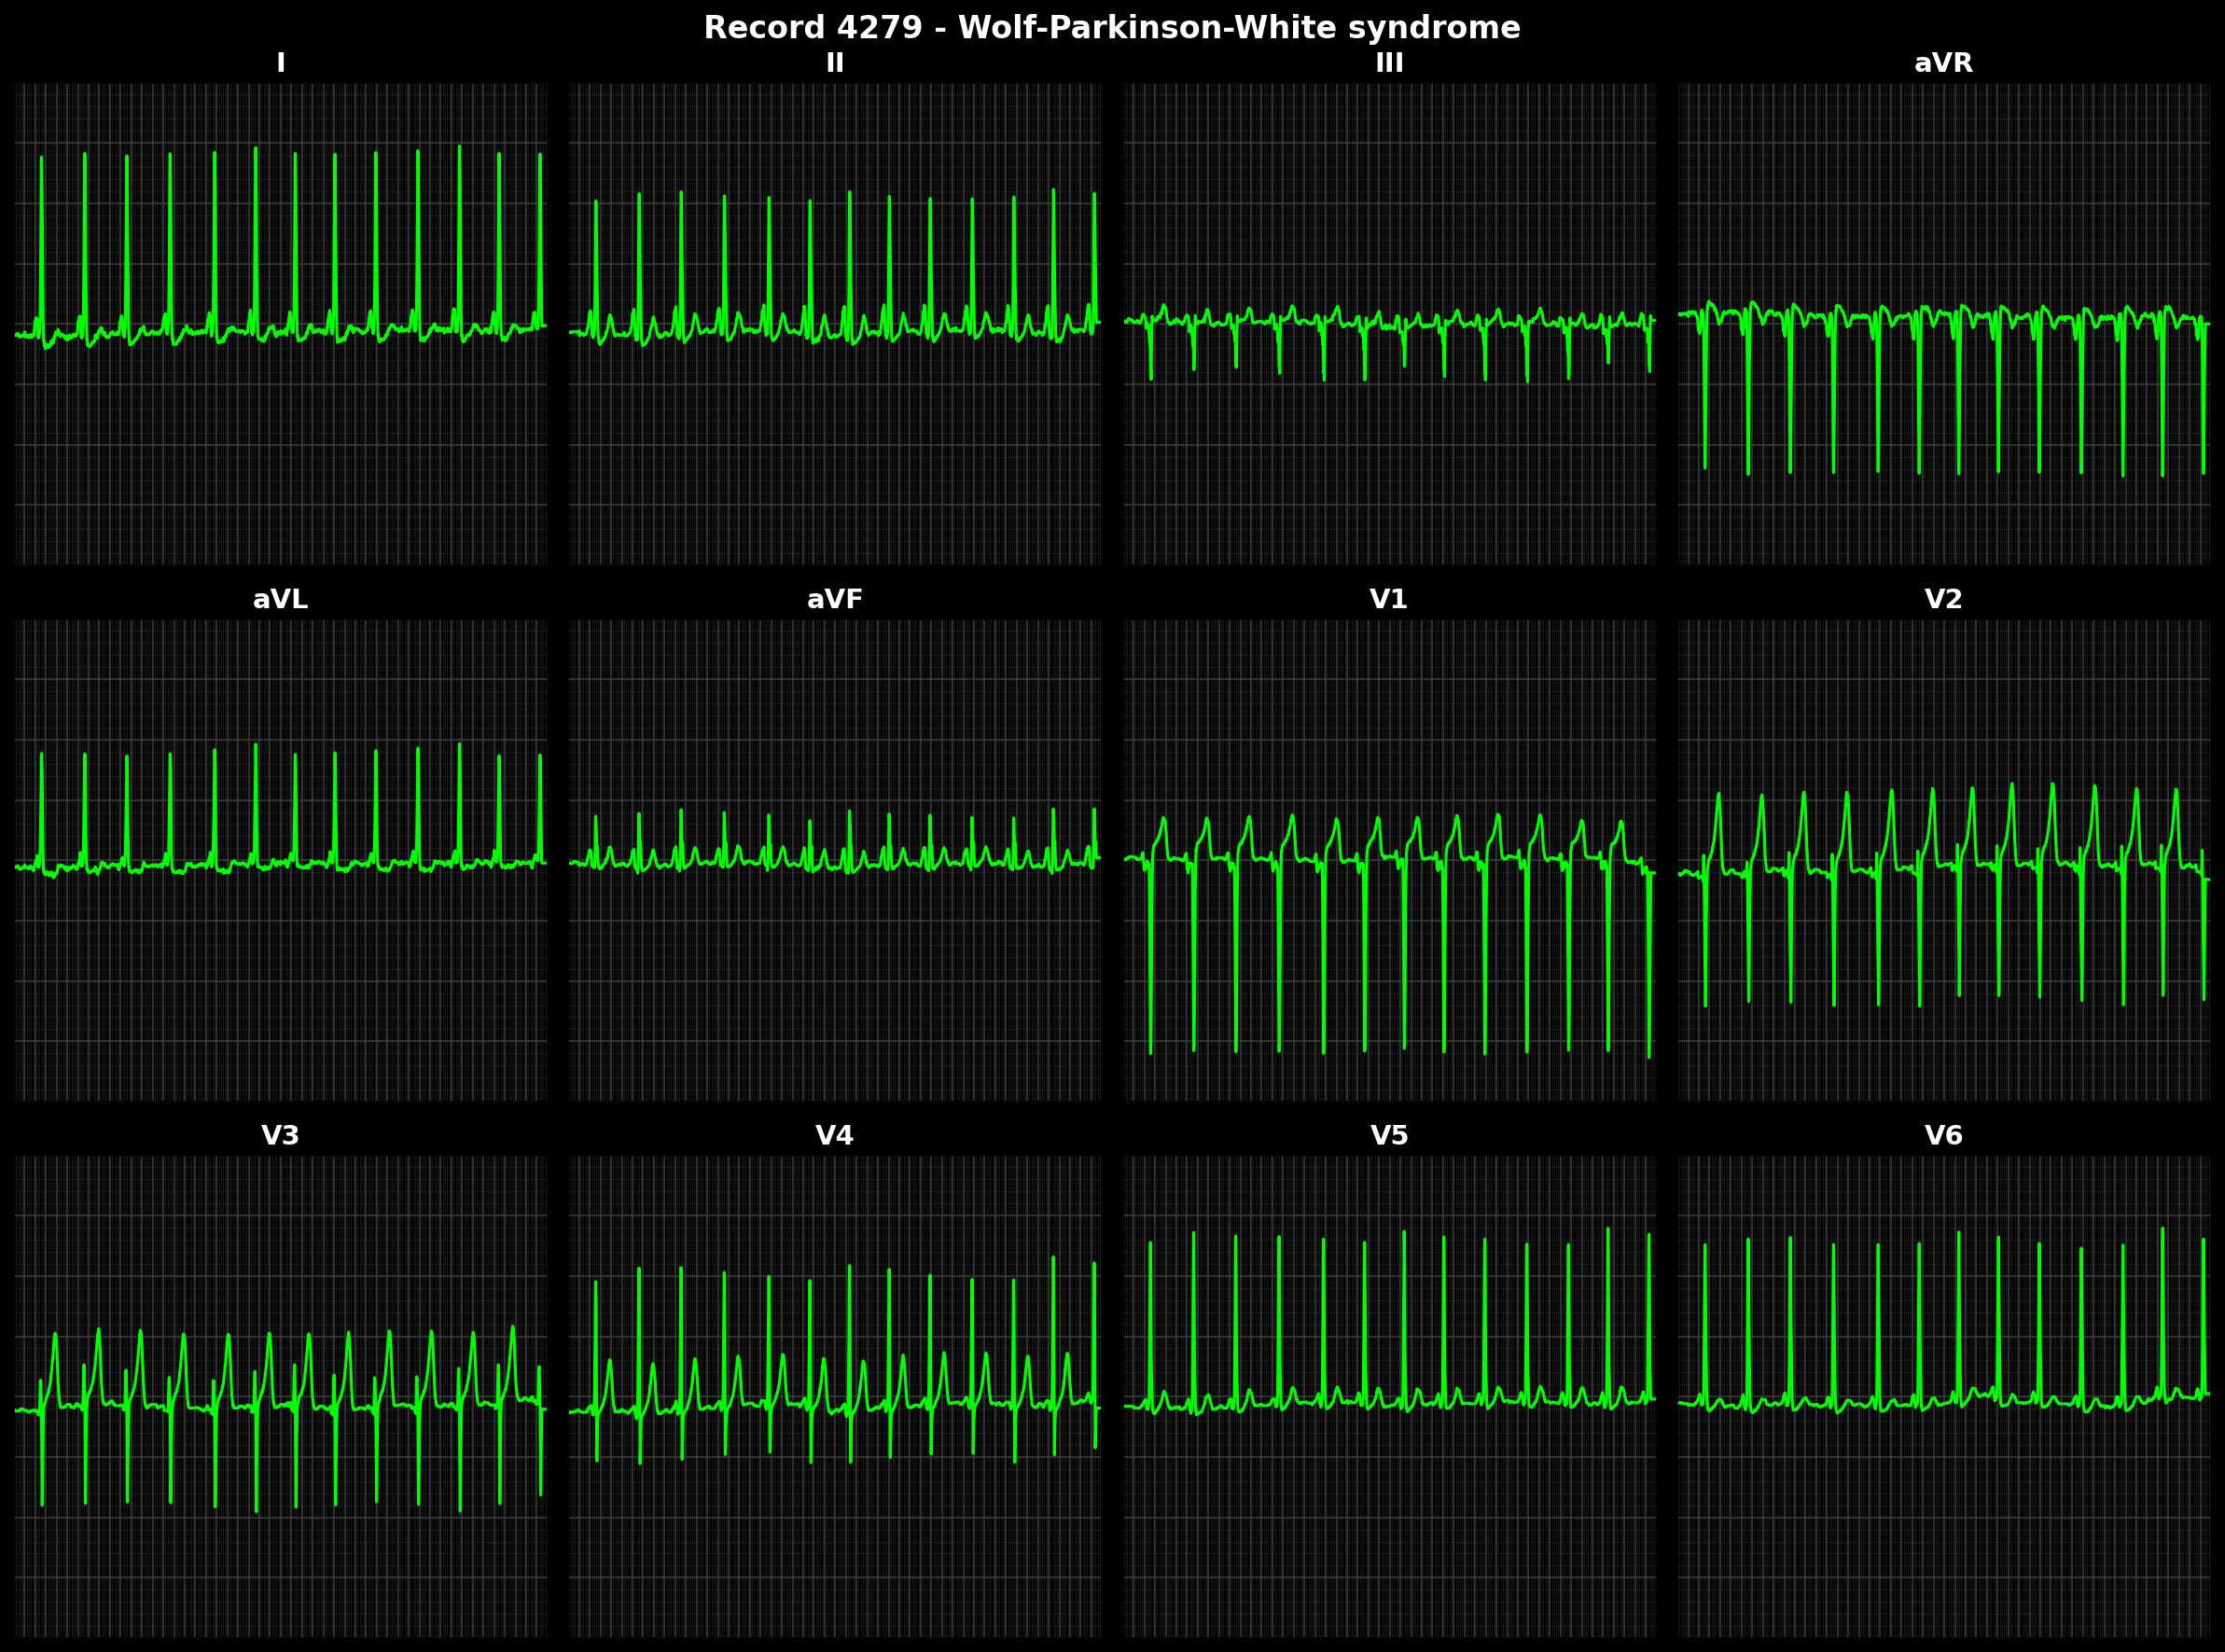 Record 4279 - Wolf-Parkinson-White syndrome
I
II
III
aVR
aVL
aVF
V1
V2
V3
V4
V5
V6